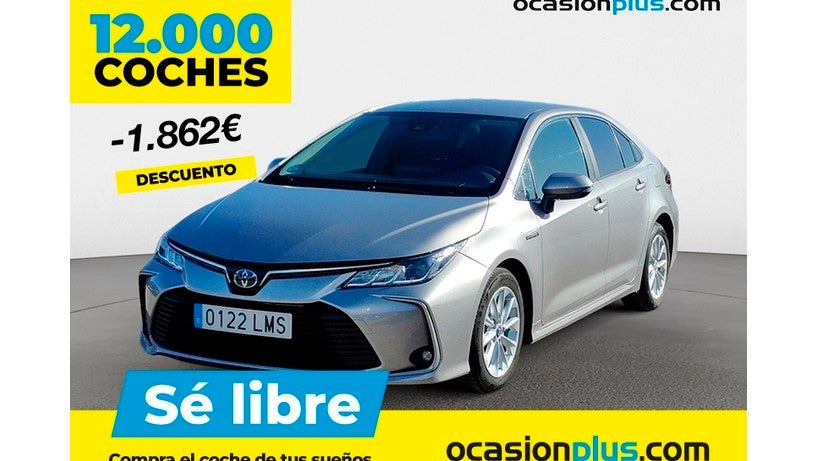 ocasionplus.com
12.000
COCHES
-1.862€
DESCUENTO
0122 LMS
Sé libre
Compra el coche de tus sueños
ocasionplus.com